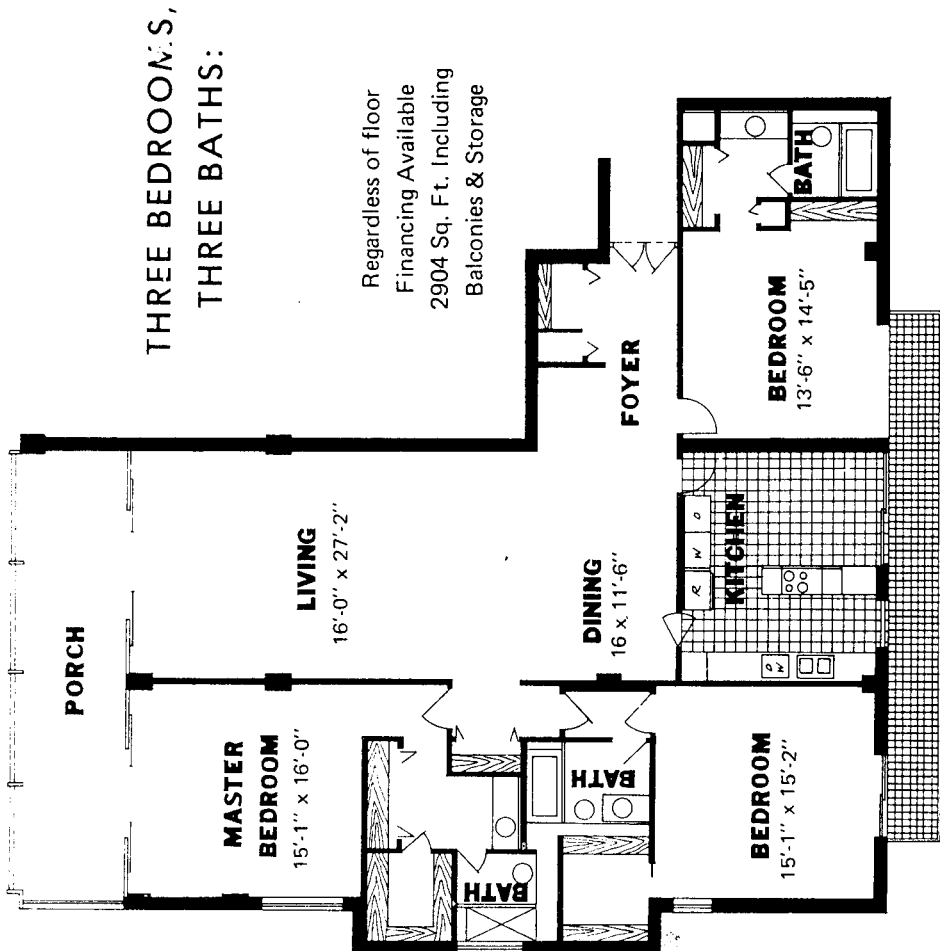 THREE BEDROOMS,
THREE BATHS:
Regardless of floor
Financing Available
2904 Sq. Ft. Including
Balconies & Storage
PORCH
LIVING
16'-0" x 27'-2"
MASTER
BEDROOM
15'-1" x 16'-0"
DINING
16 x 11'-6"
FOYER
BATH
BATH
BEDROOM
15'-1" x 15'-2"
KITCHEN
R
W
D
DW
BEDROOM
13'-6" x 14'-5"
BATH